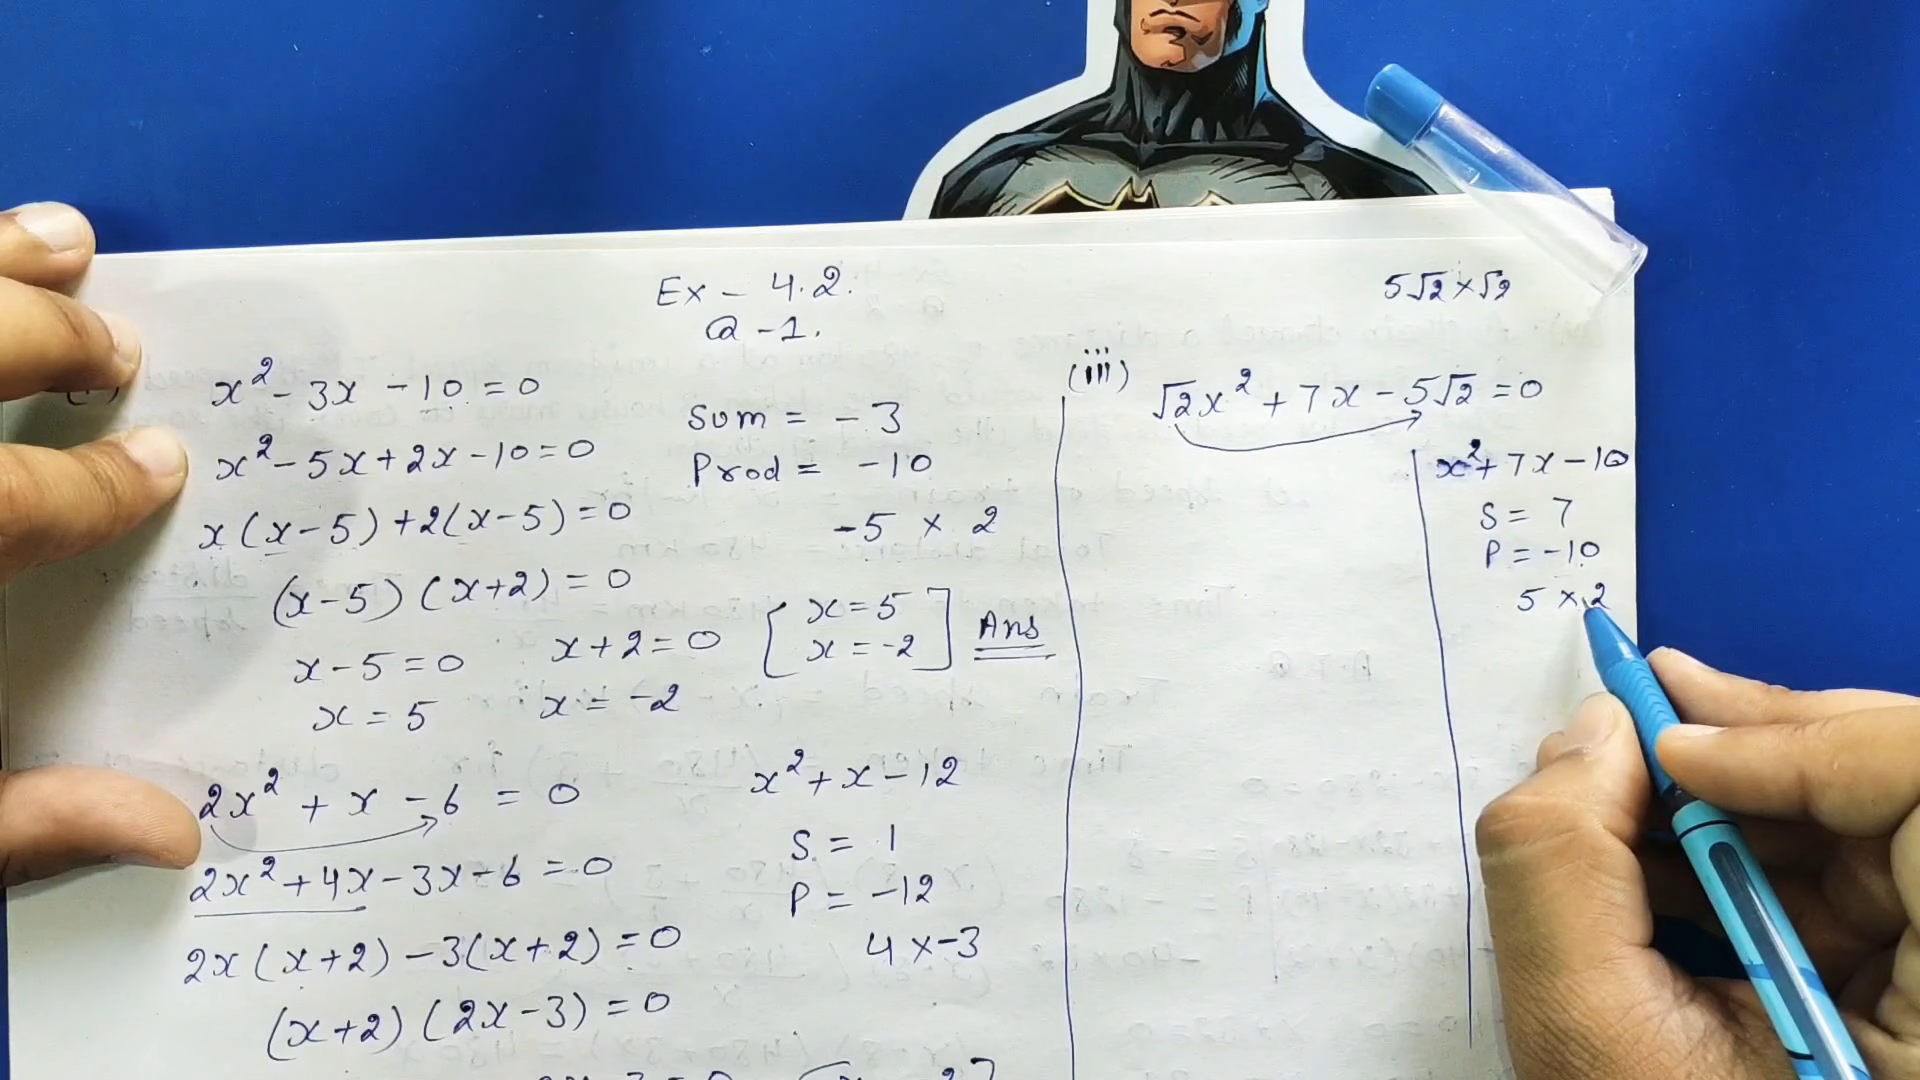 Ex - 4.2.
Q - 1.
x² - 3x - 10 = 0
x² - 5x + 2x - 10 = 0
x (x - 5) + 2 (x - 5) = 0
(x - 5) (x + 2) = 0
x - 5 = 0 x + 2 = 0
x = 5 x = -2
Sum = - 3
Prod = - 10
-5 × 2
[ x = 5
x = -2 ] Ans
2x² + x - 6 = 0
2x² + 4x - 3x - 6 = 0
2x (x + 2) - 3 (x + 2) = 0
(x + 2) (2x - 3) = 0
x² + x - 12
S = 1
P = -12
4 × -3
5√2 × √2
(iii) √2x² + 7x - 5√2 = 0
x² + 7x - 10
S = 7
P = -10
5 × 2